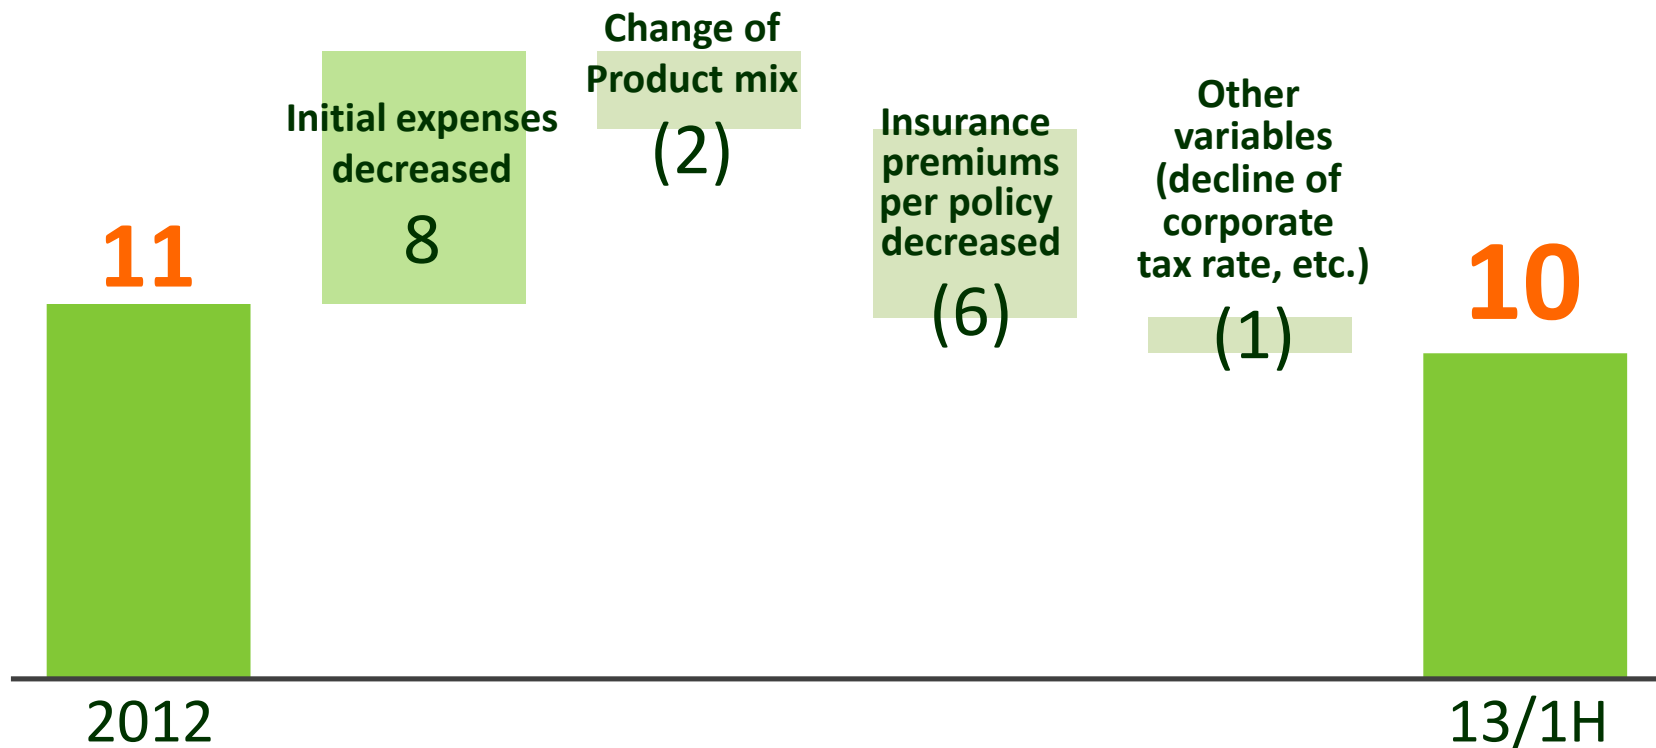 11
2012
Initial expenses
decreased
8
Change of
Product mix
(2)
Insurance
premiums
per policy
decreased
(6)
Other
variables
(decline of
corporate
tax rate, etc.)
(1)
10
13/1H